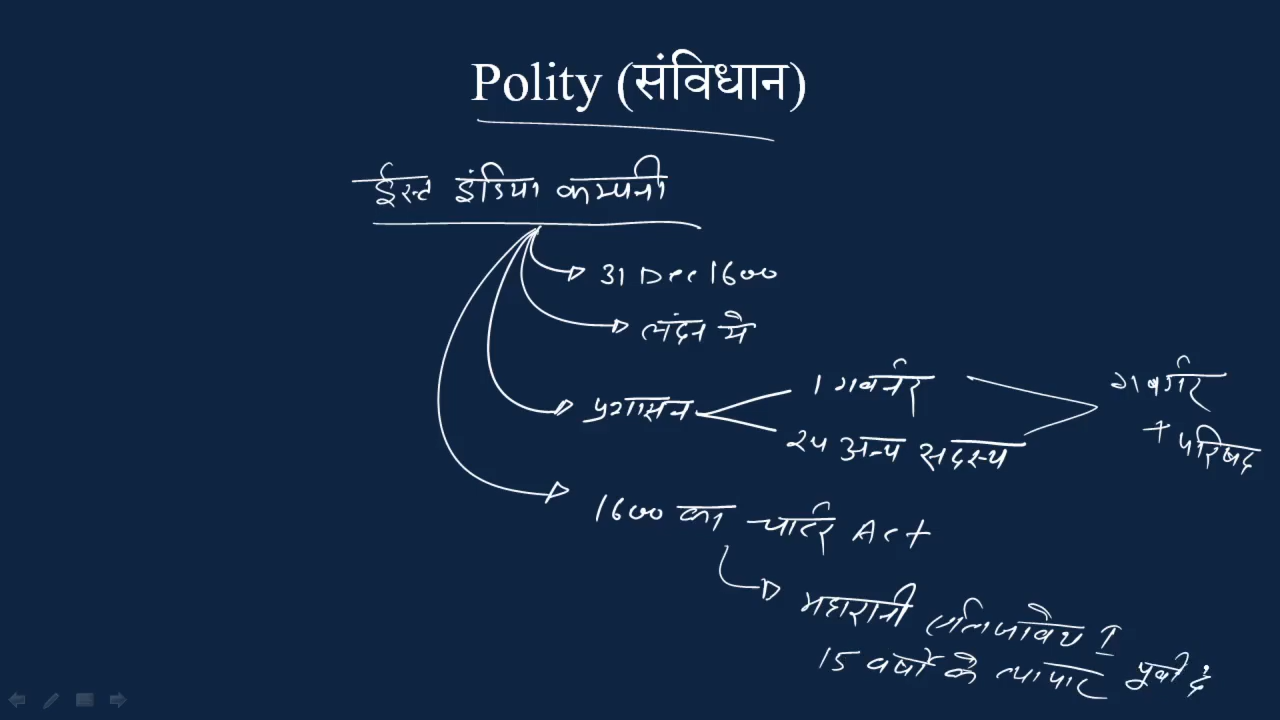 Polity (संविधान)
ईस्ट इंडिया कम्पनी
31 Dec 1600
लंदन मे
प्रशासन
1 गवर्नर
24 अन्य सदस्य
गवर्नर
+ परिषद
1600 का चार्टर Act
महारानी एलिजाबेथ I
15 वर्षो के व्यापार पूर्वी